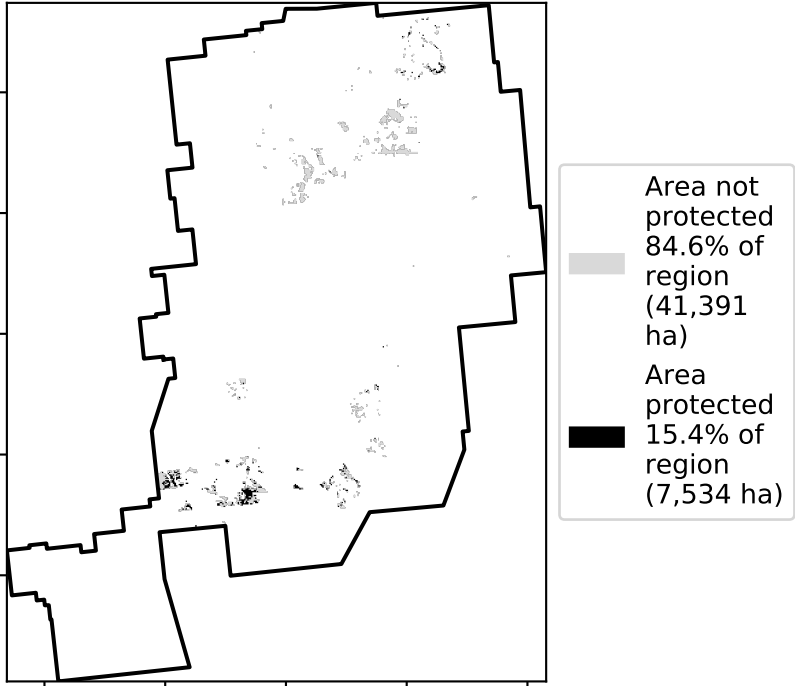 Area not
protected
84.6% of
region
(41,391
ha)
Area
protected
15.4% of
region
(7,534 ha)